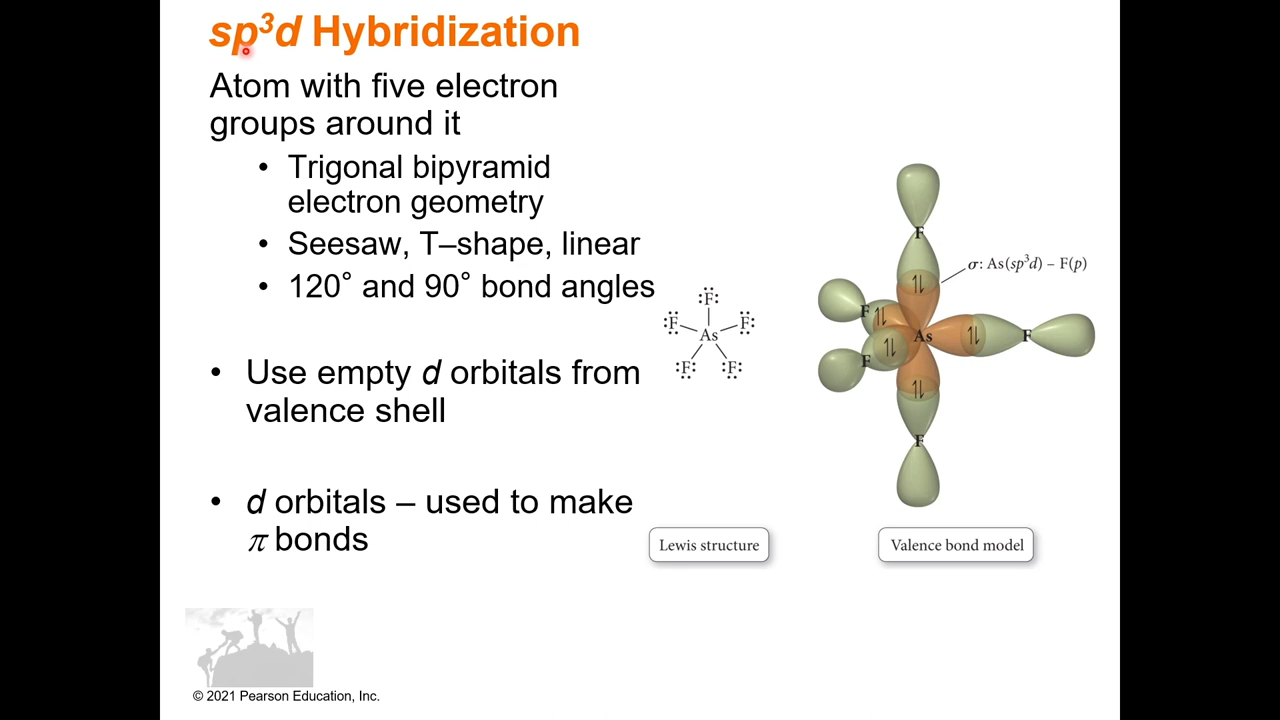 sp³d Hybridization
Atom with five electron
groups around it
• Trigonal bipyramid
electron geometry
• Seesaw, T–shape, linear
• 120° and 90° bond angles
• Use empty d orbitals from
valence shell
• d orbitals – used to make
π bonds
:F:
:F
F:
As
:F:
:F:
Lewis structure
F
σ: As(sp³d) – F(p)
F
As
F
F
F
Valence bond model
© 2021 Pearson Education, Inc.